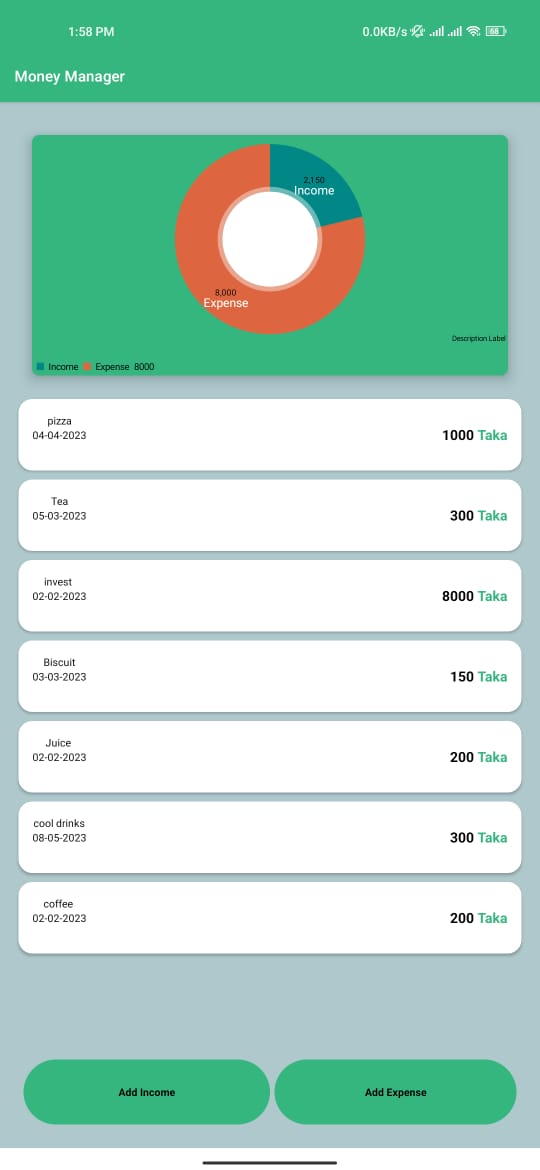 1:58 PM 0.0KB/s 68
Money Manager
2,150
Income
8,000
Expense
Description Label
Income Expense 8000
pizza
04-04-2023
1000 Taka
Tea
05-03-2023
300 Taka
invest
02-02-2023
8000 Taka
Biscuit
03-03-2023
150 Taka
Juice
02-02-2023
200 Taka
cool drinks
08-05-2023
300 Taka
coffee
02-02-2023
200 Taka
Add Income Add Expense